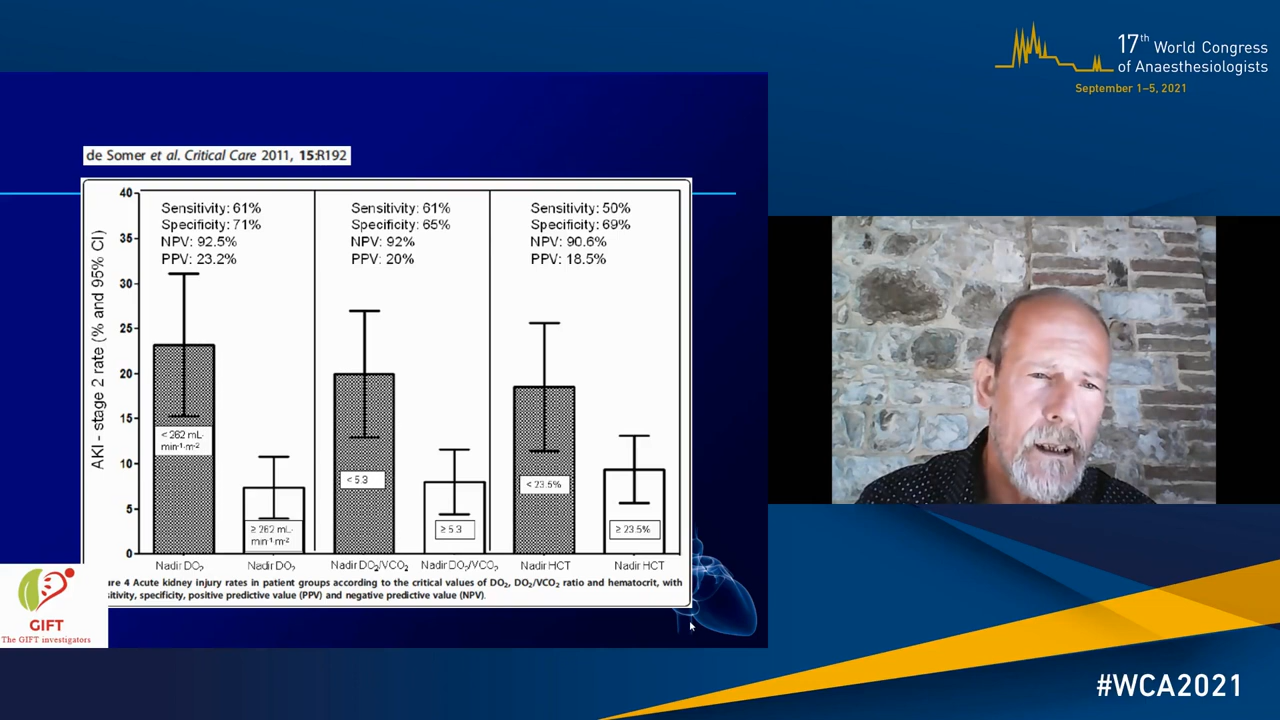 17th World Congress
of Anaesthesiologists
September 1–5, 2021
de Somer et al. Critical Care 2011, 15:R192
AKI - stage 2 rate (% and 95% CI)
40
35
30
25
20
15
10
5
0
Sensitivity: 61%
Specificity: 71%
NPV: 92.5%
PPV: 23.2%
Sensitivity: 61%
Specificity: 65%
NPV: 92%
PPV: 20%
Sensitivity: 50%
Specificity: 69%
NPV: 90.6%
PPV: 18.5%
< 262 mL·
min⁻¹·m⁻²
≥ 262 mL·
min⁻¹·m⁻²
< 5.3
≥ 5.3
< 23.5%
≥ 23.5%
Nadir DO₂
Nadir DO₂
Nadir DO₂/VCO₂
Nadir DO₂/VCO₂
Nadir HCT
Nadir HCT
ure 4 Acute kidney injury rates in patient groups according to the critical values of DO₂, DO₂/VCO₂ ratio and hematocrit, with
sitivity, specificity, positive predictive value (PPV) and negative predictive value (NPV).
GIFT
The GIFT investigators
#WCA2021